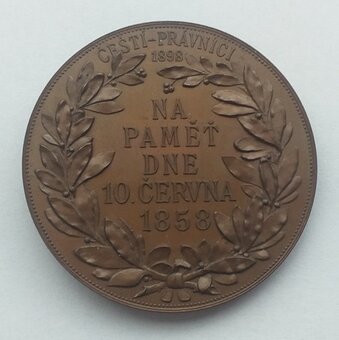 ČEŠTÍ-PRÁVNÍCI
1898
NA
PAMĚŤ
DNE
10. ČERVNA
1858